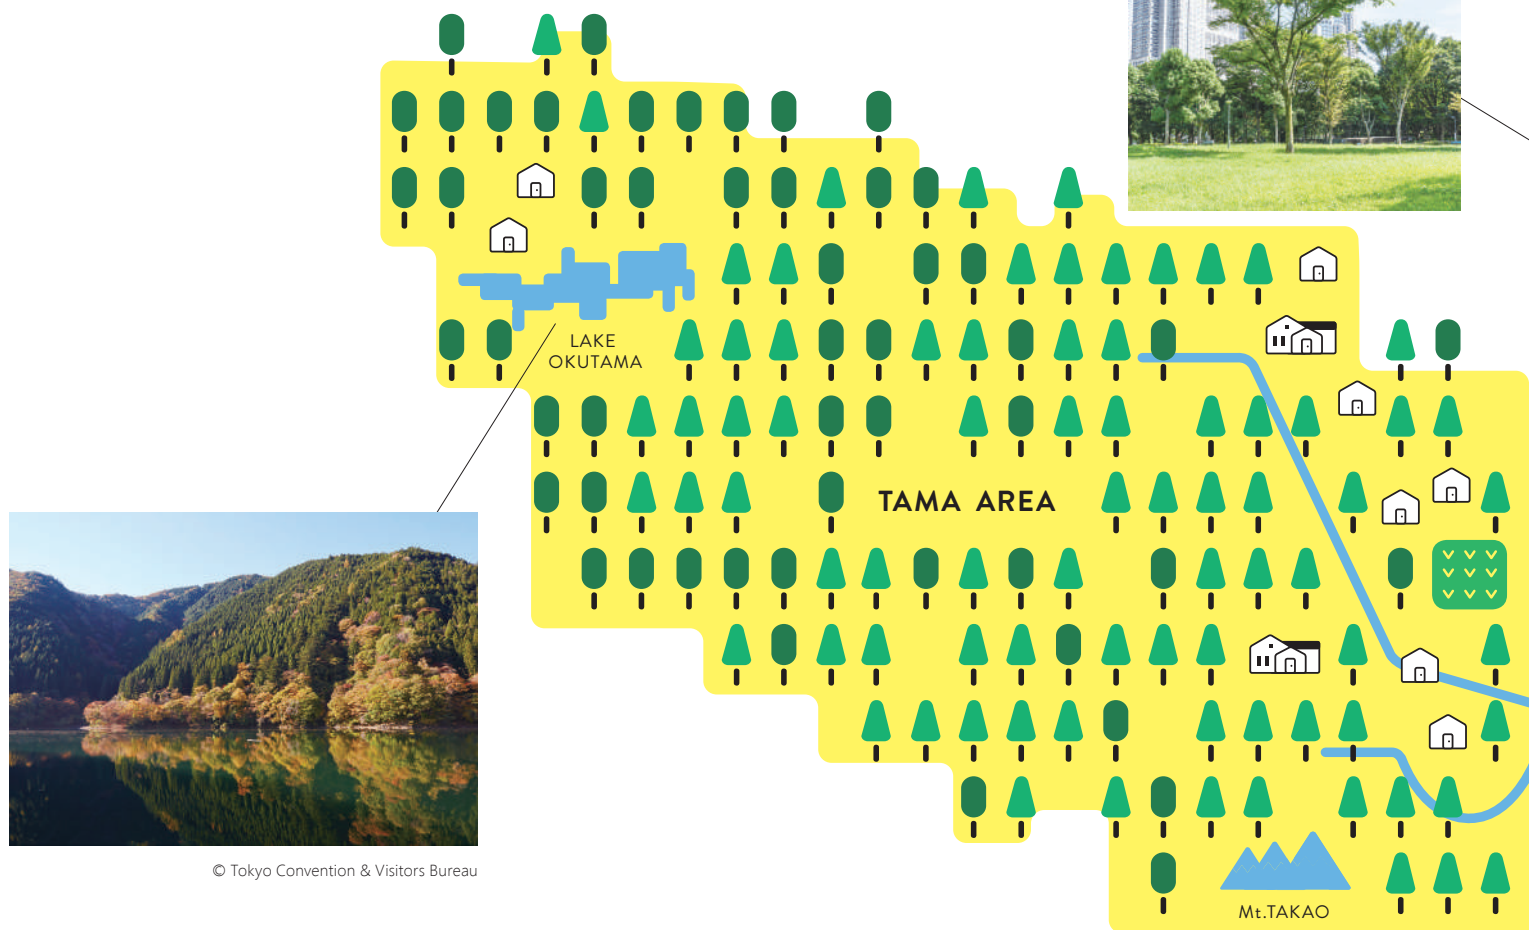 LAKE
OKUTAMA
TAMA AREA
© Tokyo Convention & Visitors Bureau
Mt.TAKAO